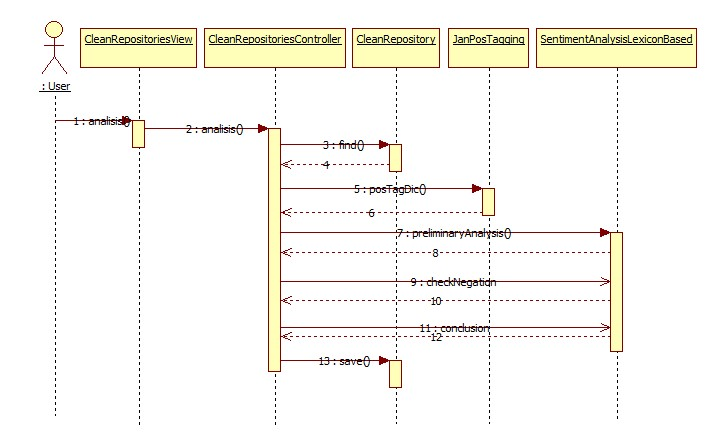 CleanRepositoriesView
CleanRepositoriesController
CleanRepository
JanPosTagging
SentimentAnalysisLexiconBased
: User
1 : analisis()
2 : analisis()
3 : find()
4
5 : posTagDic()
6
7 : preliminaryAnalysis()
8
9 : checkNegation
10
11 : conclusion
12
13 : save()